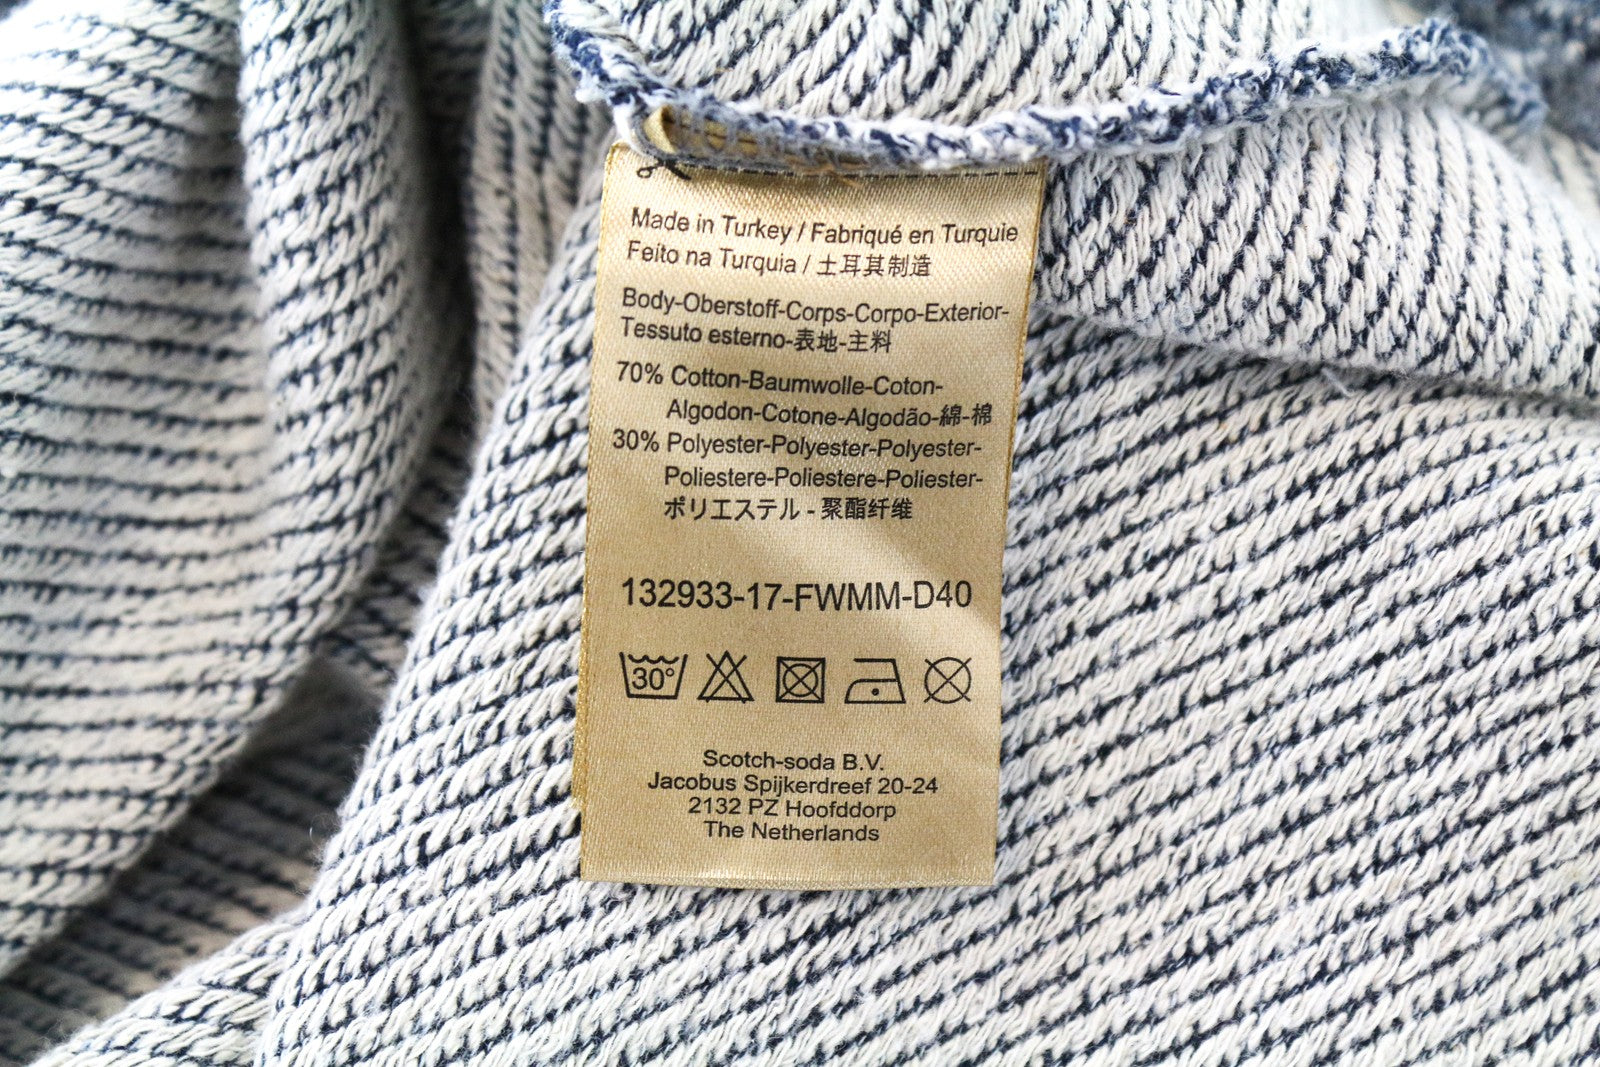 Made in Turkey / Fabriqué en Turquie
Feito na Turquia / 土耳其制造
Body-Oberstoff-Corps-Corpo-Exterior-
Tessuto esterno-表地-主料
70% Cotton-Baumwolle-Coton-
Algodon-Cotone-Algodão-綿-棉
30% Polyester-Polyester-Polyester-
Poliestere-Poliestere-Poliester-
ポリエステル - 聚酯纤维
132933-17-FWMM-D40
30°
Scotch-soda B.V.
Jacobus Spijkerdreef 20-24
2132 PZ Hoofddorp
The Netherlands